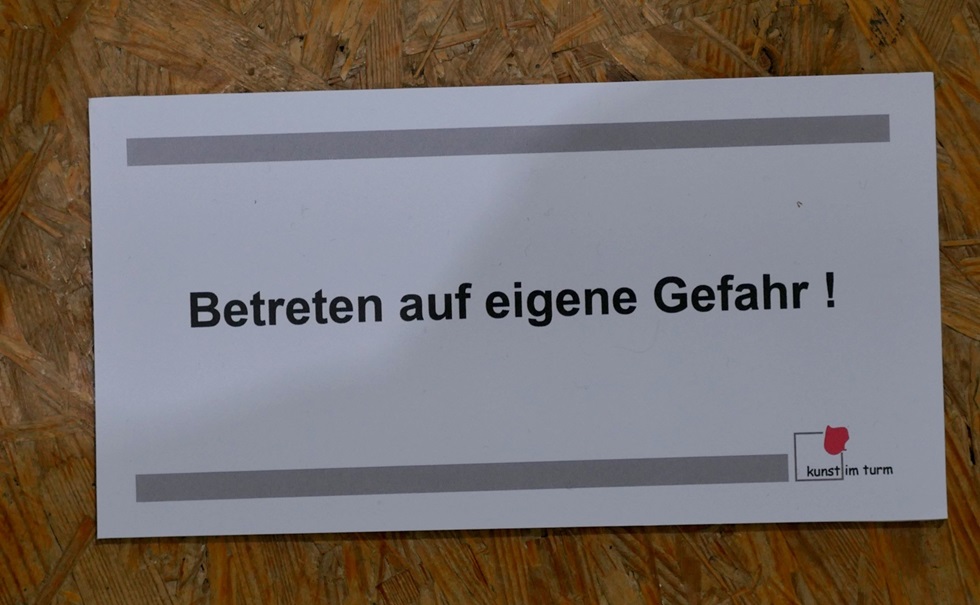 Betreten auf eigene Gefahr !
kunst im turm